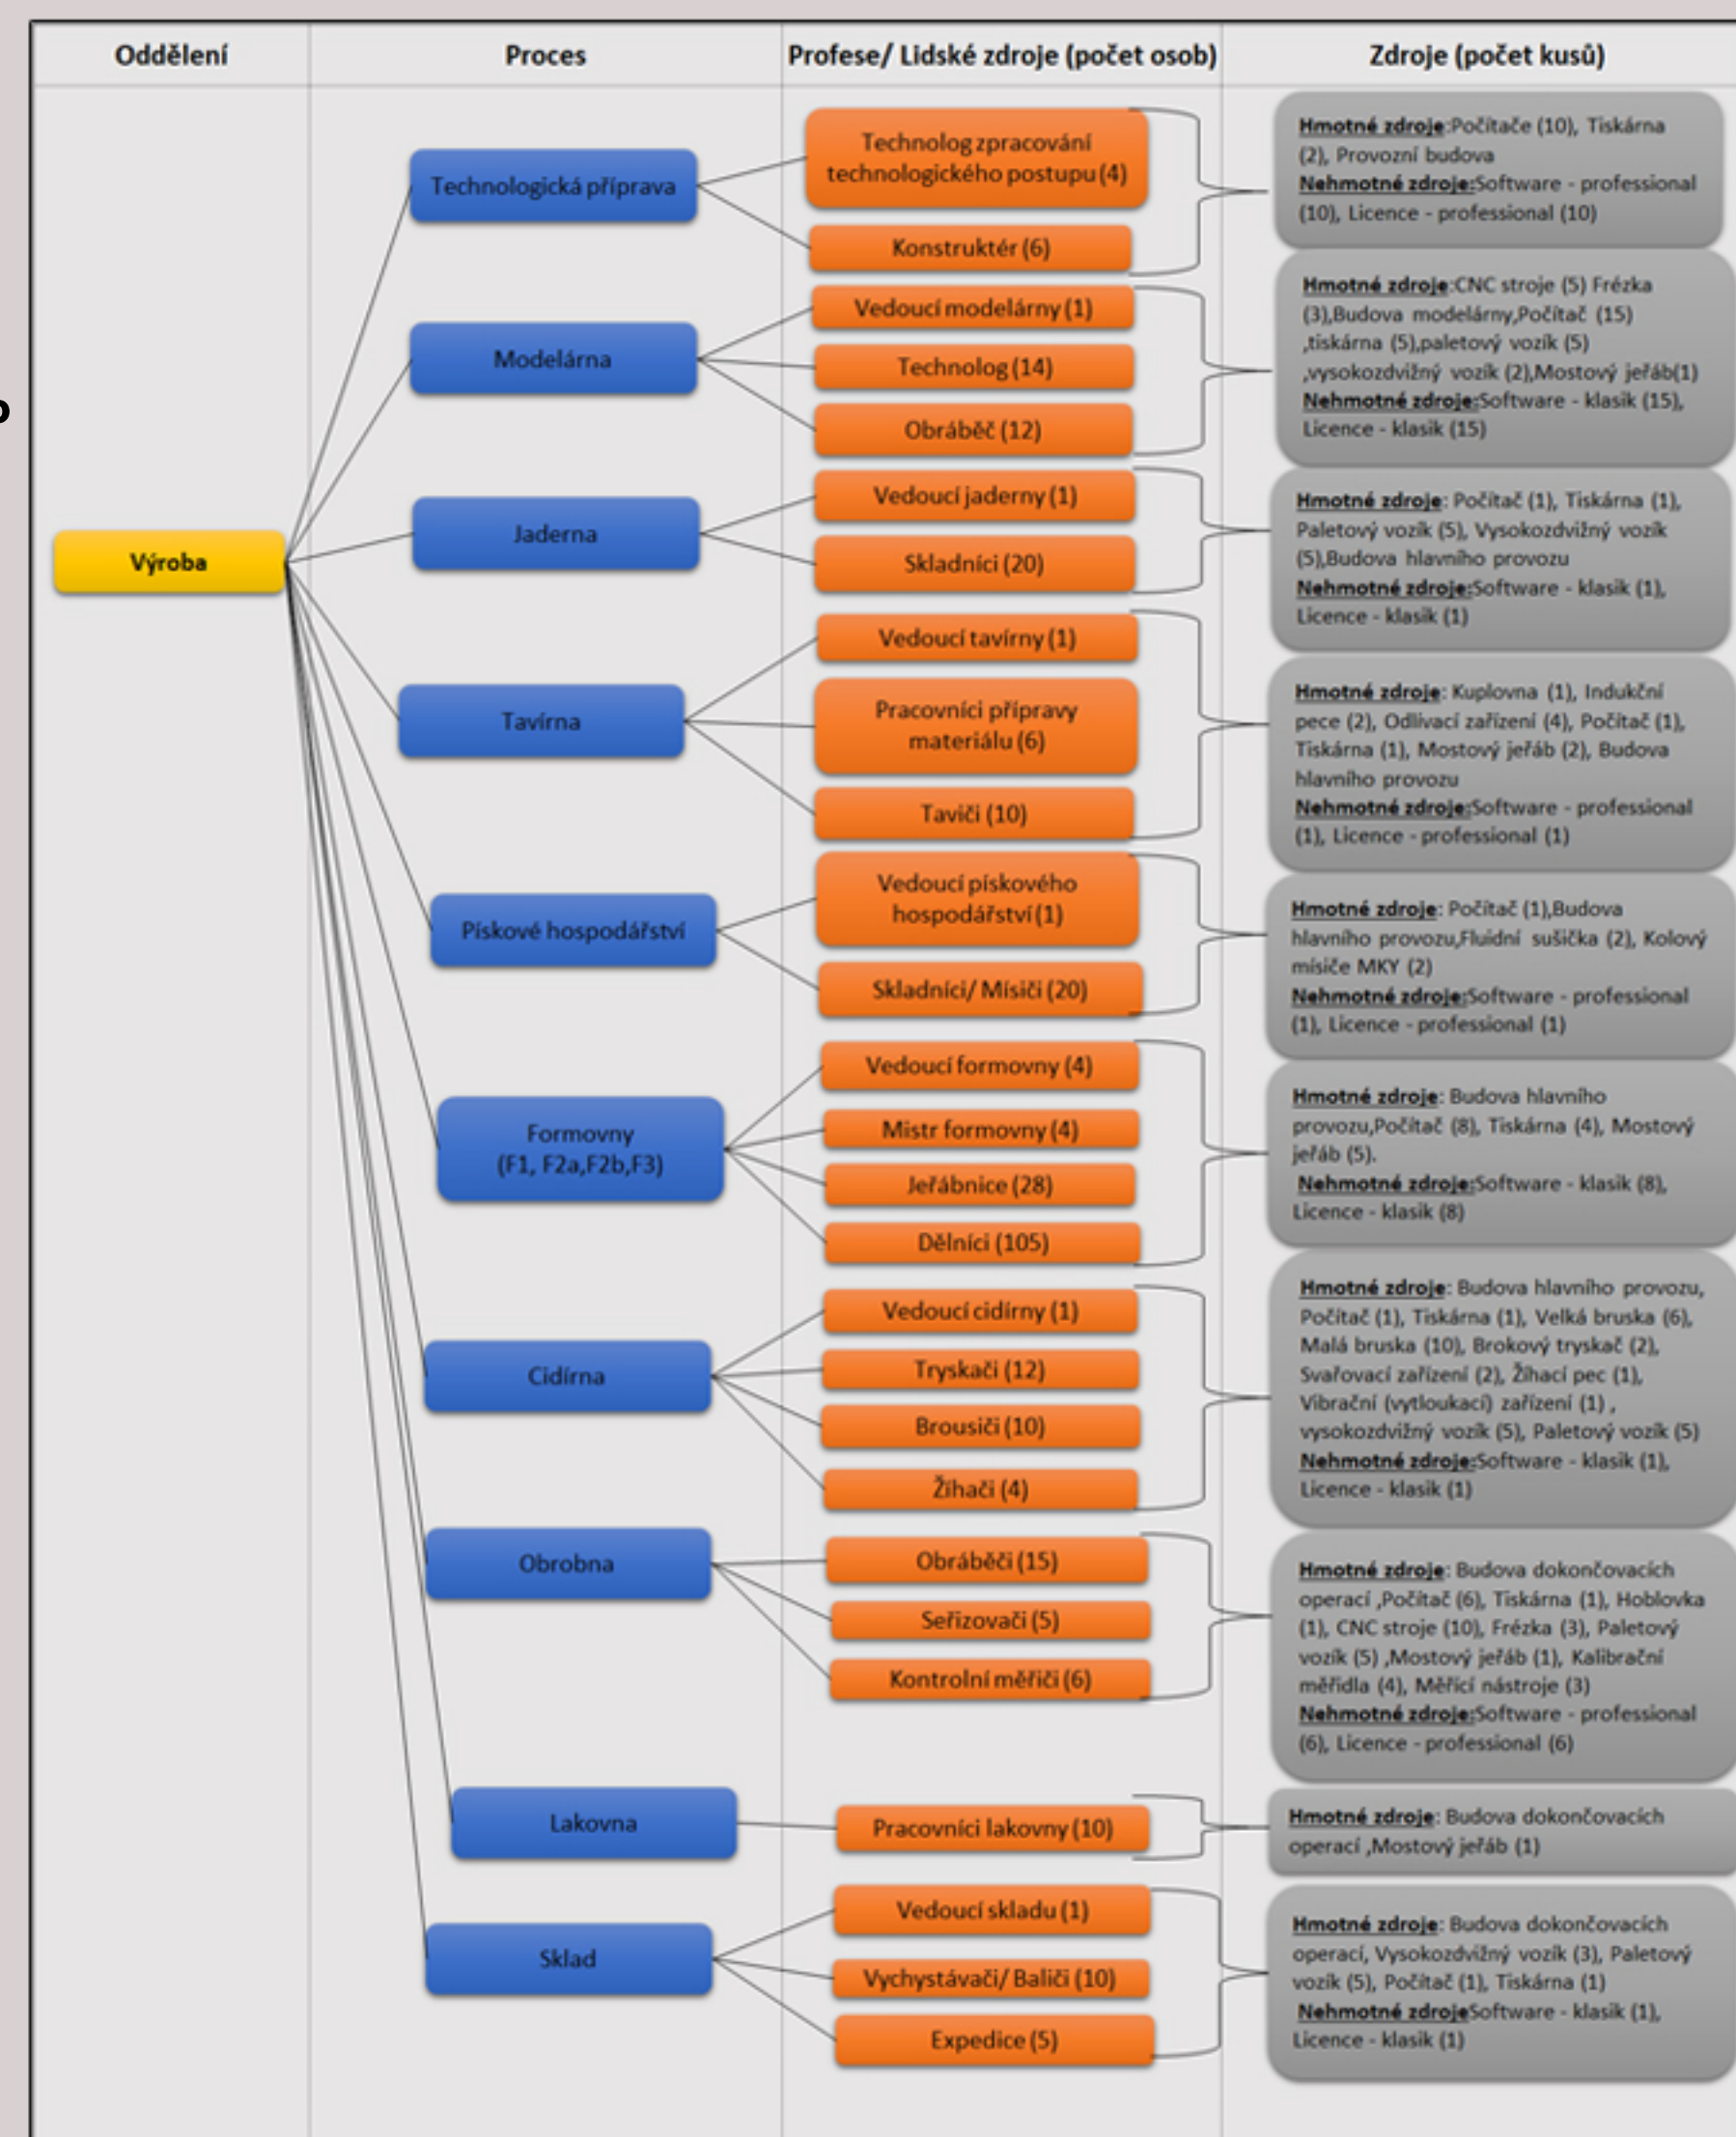 Oddělení
Proces
Profese/ Lidské zdroje (počet osob)
Zdroje (počet kusů)
Výroba
Technologická příprava
Technolog zpracování
technologického postupu (4)
Konstruktér (6)
Hmotné zdroje:Počítače (10), Tiskárna
(2), Provozní budova
Nehmotné zdroje:Software - professional
(10), Licence - professional (10)
Modelárna
Vedoucí modelárny (1)
Technolog (14)
Obráběč (12)
Hmotné zdroje:CNC stroje (5) Frézka
(3),Budova modelárny,Počítač (15)
,tiskárna (5),paletový vozík (5)
,vysokozdvižný vozík (2),Mostový jeřáb(1)
Nehmotné zdroje:Software - klasik (15),
Licence - klasik (15)
Jaderna
Vedoucí jaderny (1)
Skladníci (20)
Hmotné zdroje: Počítač (1), Tiskárna (1),
Paletový vozík (5), Vysokozdvižný vozík
(5),Budova hlavního provozu
Nehmotné zdroje:Software - klasik (1),
Licence - klasik (1)
Tavírna
Vedoucí tavírny (1)
Pracovníci přípravy
materiálu (6)
Taviči (10)
Hmotné zdroje: Kuplovna (1), Indukční
pece (2), Odlívací zařízení (4), Počítač (1),
Tiskárna (1), Mostový jeřáb (2), Budova
hlavního provozu
Nehmotné zdroje:Software - professional
(1), Licence - professional (1)
Pískové hospodářství
Vedoucí pískového
hospodářství (1)
Skladníci/ Mísiči (20)
Hmotné zdroje: Počítač (1),Budova
hlavního provozu,Fluidní sušička (2), Kolový
mísiče MKY (2)
Nehmotné zdroje:Software - professional
(1), Licence - professional (1)
Formovny
(F1, F2a,F2b,F3)
Vedoucí formovny (4)
Mistr formovny (4)
Jeřábnice (28)
Dělníci (105)
Hmotné zdroje: Budova hlavního
provozu,Počítač (8), Tiskárna (4), Mostový
jeřáb (5).
Nehmotné zdroje:Software - klasik (8),
Licence - klasik (8)
Cidírna
Vedoucí cidírny (1)
Tryskači (12)
Brousiči (10)
Žíhači (4)
Hmotné zdroje: Budova hlavního provozu,
Počítač (1), Tiskárna (1), Velká bruska (6),
Malá bruska (10), Brokový tryskač (2),
Svařovací zařízení (2), Žíhací pec (1),
Vibrační (vytloukací) zařízení (1) ,
vysokozdvižný vozík (5), Paletový vozík (5)
Nehmotné zdroje:Software - klasik (1),
Licence - klasik (1)
Obrobna
Obráběči (15)
Seřizovači (5)
Kontrolní měřiči (6)
Hmotné zdroje: Budova dokončovacích
operací ,Počítač (6), Tiskárna (1), Hoblovka
(1), CNC stroje (10), Frézka (3), Paletový
vozík (5) ,Mostový jeřáb (1), Kalibrační
měřidla (4), Měřící nástroje (3)
Nehmotné zdroje:Software - professional
(6), Licence - professional (6)
Lakovna
Pracovníci lakovny (10)
Hmotné zdroje: Budova dokončovacích
operací ,Mostový jeřáb (1)
Sklad
Vedoucí skladu (1)
Vychystávači/ Baliči (10)
Expedice (5)
Hmotné zdroje: Budova dokončovacích
operací, Vysokozdvižný vozík (3), Paletový
vozík (5), Počítač (1), Tiskárna (1)
Nehmotné zdrojeSoftware - klasik (1),
Licence - klasik (1)